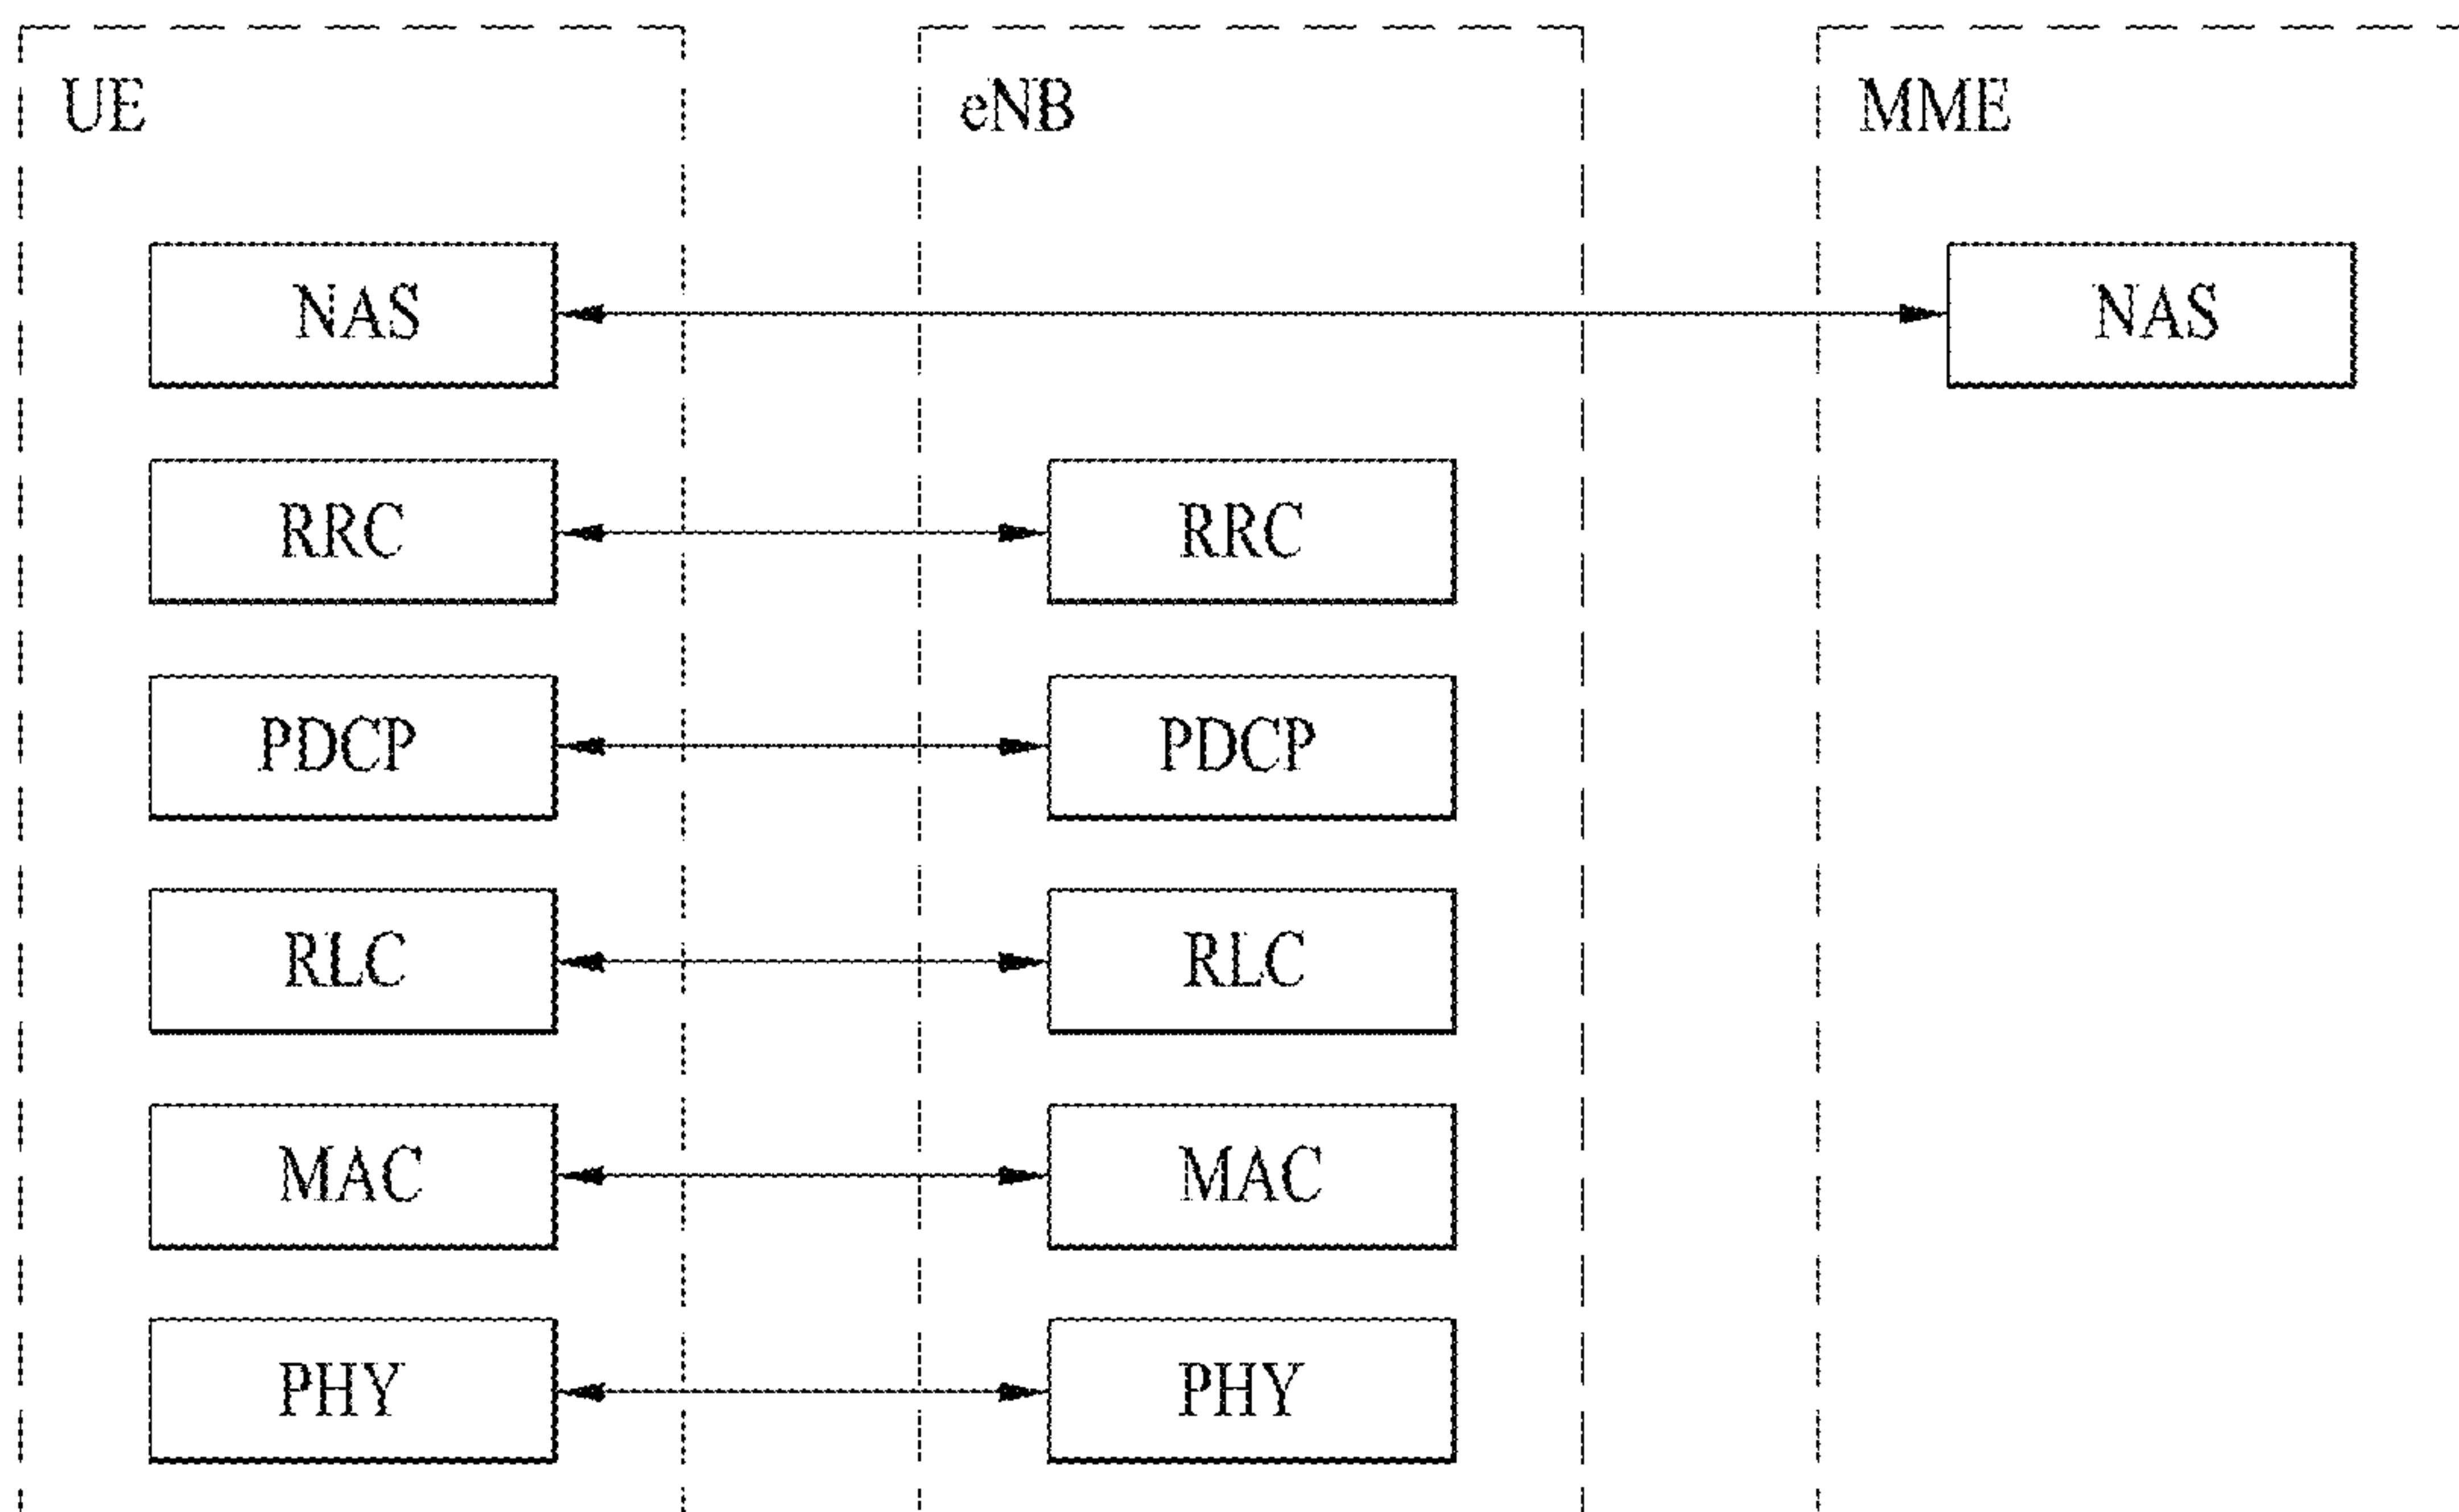 UE eNB MME
NAS NAS
RRC RRC
PDCP PDCP
RLC RLC
MAC MAC
PHY PHY